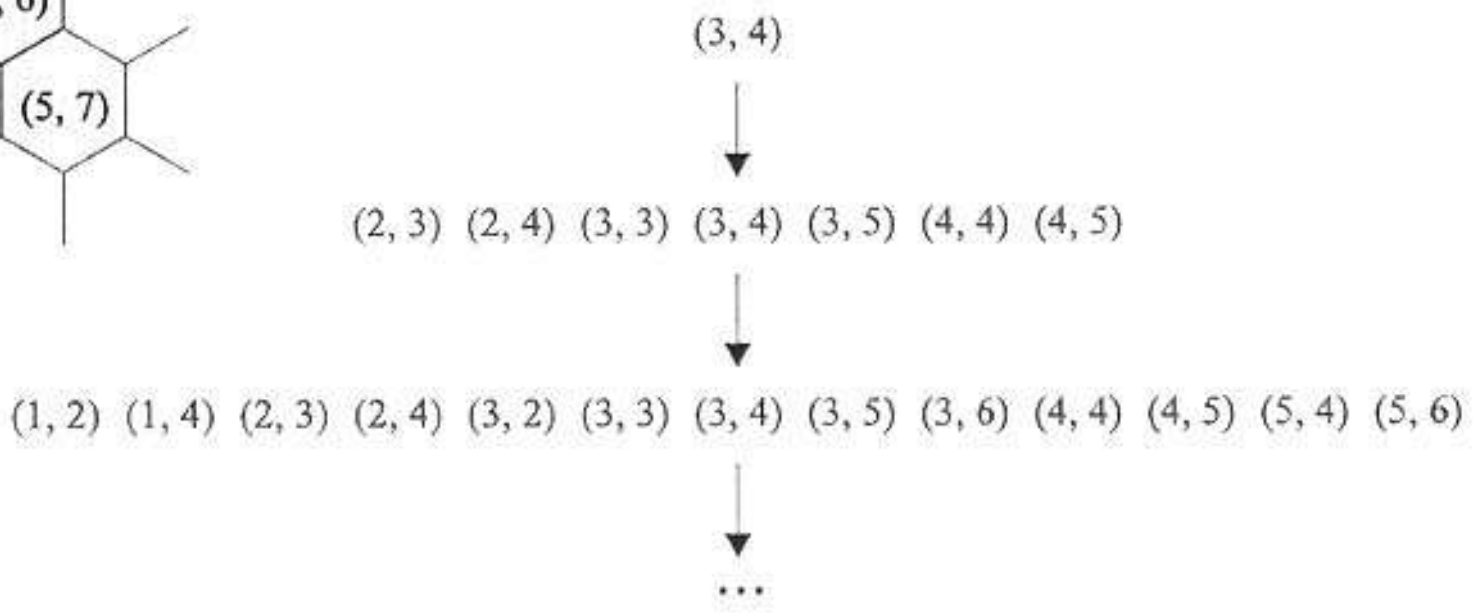 6)
(5, 7)
(3, 4)
(2, 3) (2, 4) (3, 3) (3, 4) (3, 5) (4, 4) (4, 5)
(1, 2) (1, 4) (2, 3) (2, 4) (3, 2) (3, 3) (3, 4) (3, 5) (3, 6) (4, 4) (4, 5) (5, 4) (5, 6)
...